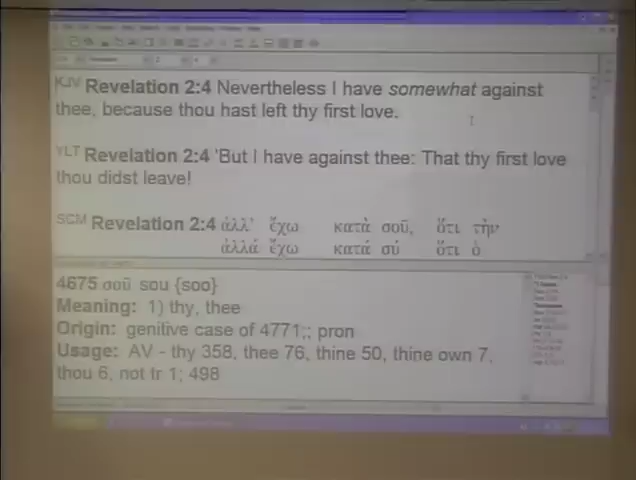 KJV Revelation 2:4 Nevertheless I have somewhat against
thee, because thou hast left thy first love.
YLT Revelation 2:4 'But I have against thee: That thy first love
thou didst leave!
SCM Revelation 2:4 ἀλλ' ἔχω κατὰ σοῦ, ὅτι τὴν
ἀλλά ἔχω κατά σύ ὅτι ὁ
4675 σοῦ sou {soo}
Meaning: 1) thy, thee
Origin: genitive case of 4771;; pron
Usage: AV - thy 358, thee 76, thine 50, thine own 7,
thou 6, not tr 1; 498